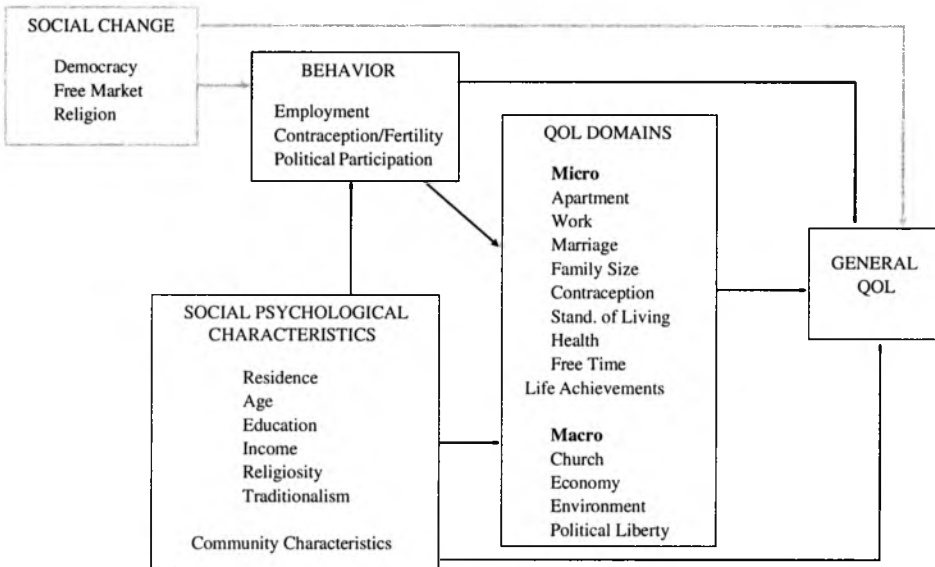 SOCIAL CHANGE
Democracy
Free Market
Religion
BEHAVIOR
Employment
Contraception/Fertility
Political Participation
SOCIAL PSYCHOLOGICAL
CHARACTERISTICS
Residence
Age
Education
Income
Religiosity
Traditionalism
Community Characteristics
QOL DOMAINS
Micro
Apartment
Work
Marriage
Family Size
Contraception
Stand. of Living
Health
Free Time
Life Achievements
Macro
Church
Economy
Environment
Political Liberty
GENERAL
QOL